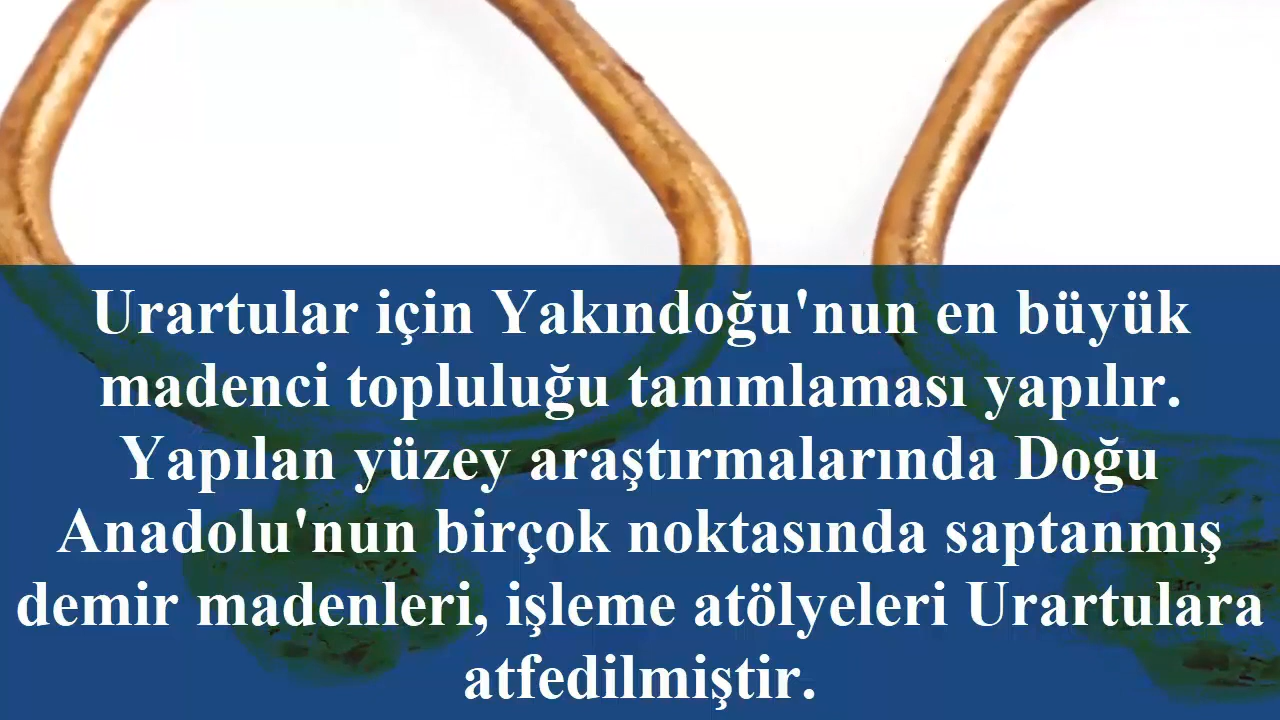 Urartular için Yakındoğu'nun en büyük
madenci topluluğu tanımlaması yapılır.
Yapılan yüzey araştırmalarında Doğu
Anadolu'nun birçok noktasında saptanmış
demir madenleri, işleme atölyeleri Urartulara
atfedilmiştir.